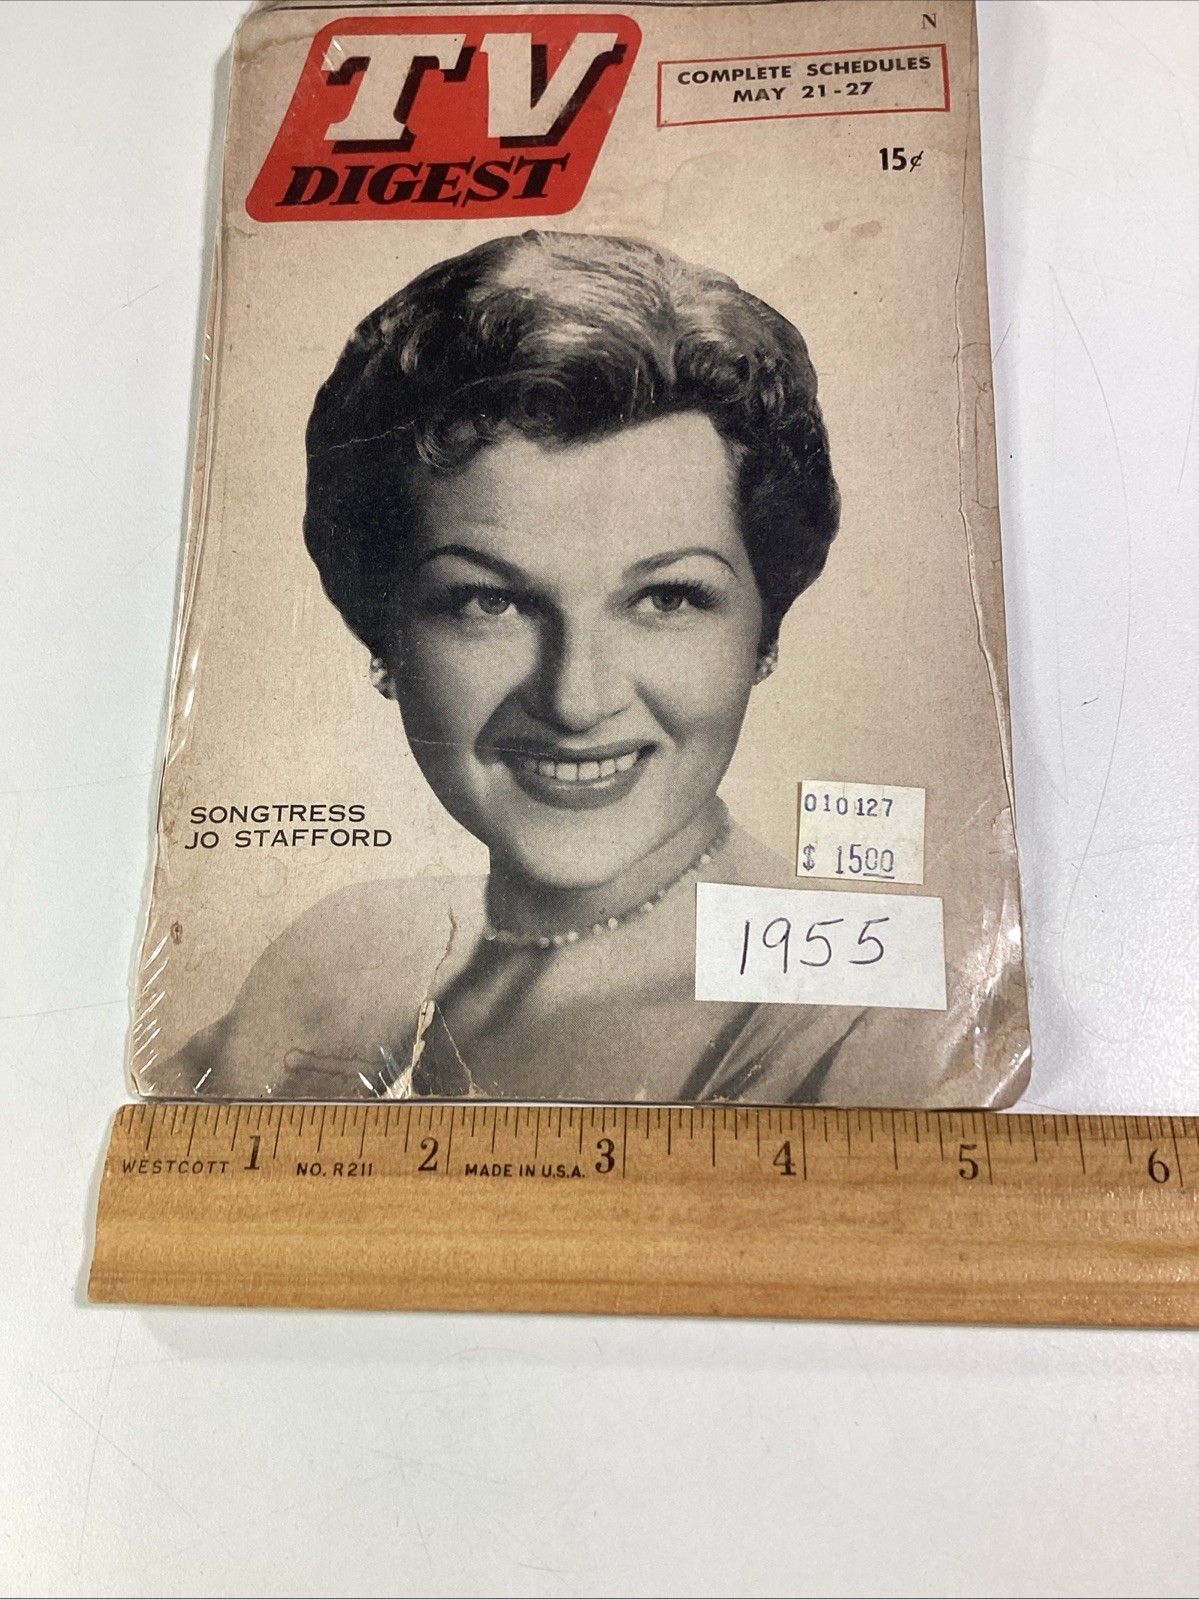 TV
DIGEST
N
COMPLETE SCHEDULES
MAY 21-27
15¢
SONGTRESS
JO STAFFORD
010127
$ 1500
1955
1 2 3 4 5 6
WESTCOTT NO. R211 MADE IN U.S.A.